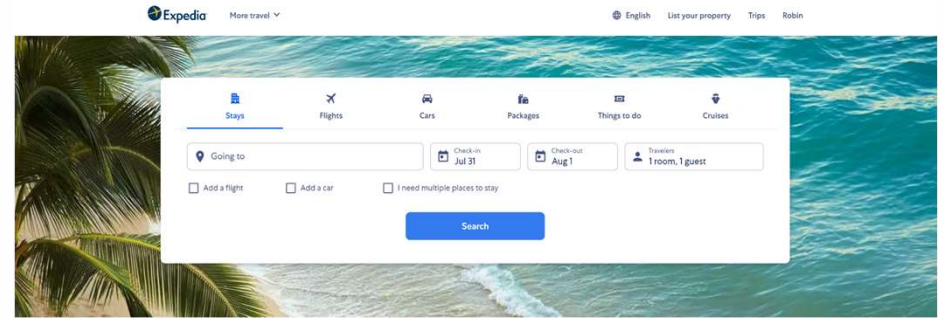 Expedia More travel English List your property Trips Robin
Stays Flights Cars Packages Things to do Cruises
Going to
Check-in
Jul 31
Check-out
Aug 1
Travelers
1 room, 1 guest
Add a flight Add a car I need multiple places to stay
Search